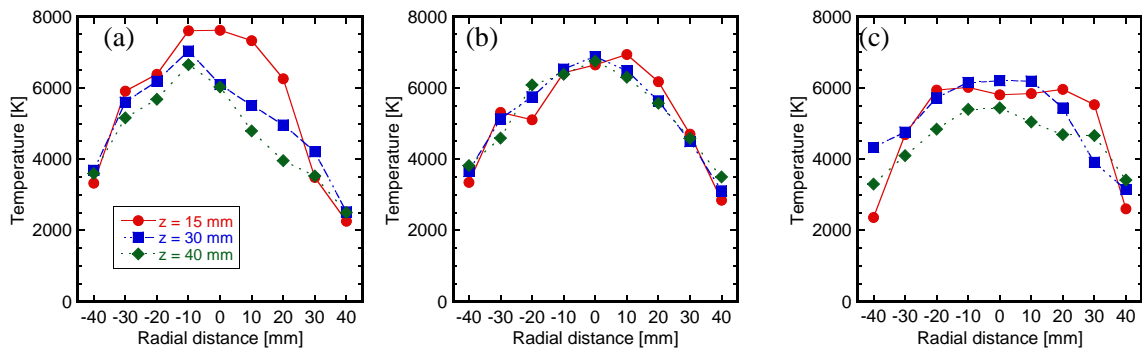 (a)
8000
6000
4000
2000
0
Temperature [K]
z = 15 mm
z = 30 mm
z = 40 mm
-40 -30 -20 -10 0 10 20 30 40
Radial distance [mm]
(b)
8000
6000
4000
2000
0
Temperature [K]
-40 -30 -20 -10 0 10 20 30 40
Radial distance [mm]
(c)
8000
6000
4000
2000
0
Temperature [K]
-40 -30 -20 -10 0 10 20 30 40
Radial distance [mm]